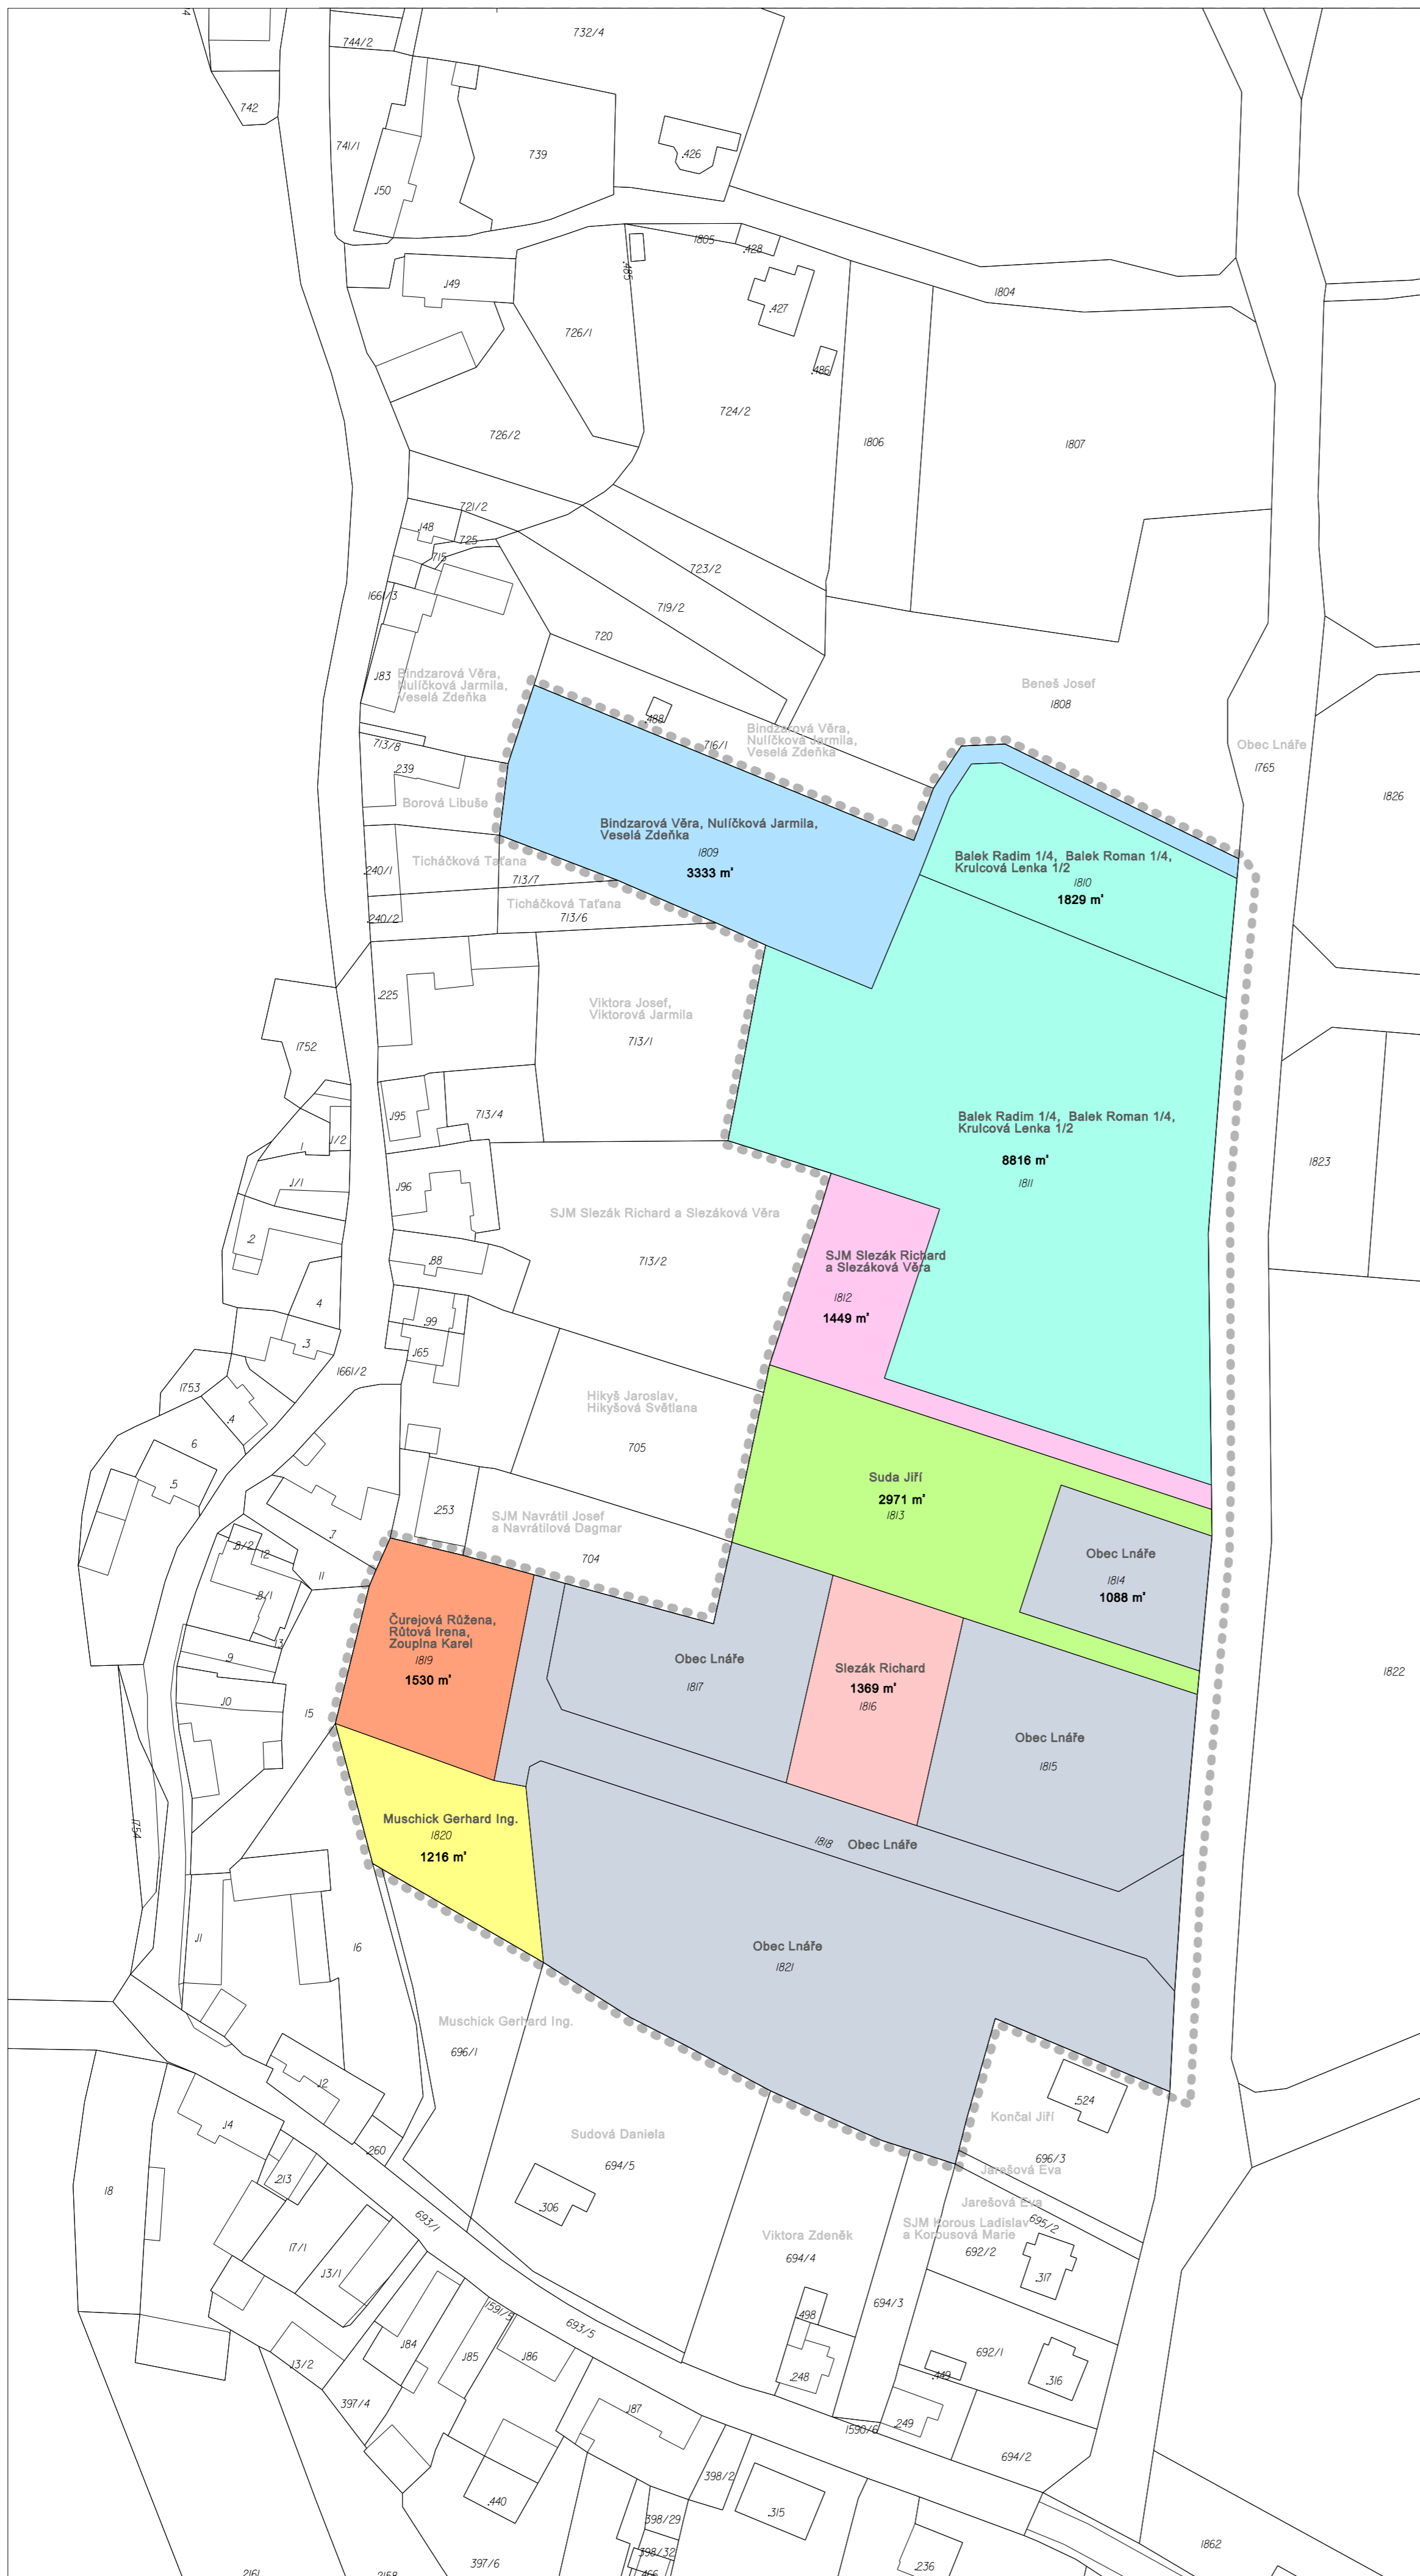 744/2
732/4
742
741/1
739
.426
.150
1805
.428
.485
.149
.427
1804
726/1
.486
724/2
1806
1807
726/2
721/2
.148
725
715
723/2
1661/3
719/2
720
Bindzarová Věra,
Nulíčková Jarmila,
Veselá Zdeňka
.183
Beneš Josef
1808
.488
Bindzarová Věra,
Nulíčková Jarmila,
Veselá Zdeňka
716/1
713/8
Obec Lnáře
1765
.239
1826
Borová Libuše
Bindzarová Věra, Nulíčková Jarmila,
Veselá Zdeňka
1809
3333 m²
Balek Radim 1/4, Balek Roman 1/4,
Krulcová Lenka 1/2
1810
1829 m²
Ticháčková Taťana
.240/1
713/7
Ticháčková Taťana
.240/2
713/6
.225
Viktora Josef,
Viktorová Jarmila
713/1
1752
.195
713/4
Balek Radim 1/4, Balek Roman 1/4,
Krulcová Lenka 1/2
8816 m²
1811
1823
.1
.1/2
.1/1
.196
SJM Slezák Richard a Slezáková Věra
713/2
.2
.88
SJM Slezák Richard
a Slezáková Věra
1812
1449 m²
4
.99
.3
.165
1661/2
1753
Hikyš Jaroslav,
Hikyšová Světlana
705
.4
6
.5
Suda Jiří
2971 m²
1813
.253
SJM Navrátil Josef
a Navrátilová Dagmar
704
.7
.8/2
12
11
Obec Lnáře
1814
1088 m²
.8/1
13
Čurejová Růžena,
Růtová Irena,
Zouplna Karel
1819
1530 m²
.9
Obec Lnáře
1817
Slezák Richard
1369 m²
1816
1822
.10
15
Obec Lnáře
1815
1754
Muschick Gerhard Ing.
1820
1216 m²
1818
Obec Lnáře
.11
16
Obec Lnáře
1821
Muschick Gerhard Ing.
696/1
.12
.524
Končal Jiří
.14
Sudová Daniela
694/5
696/3
.260
Jarešová Eva
.213
18
.306
Jarešová Eva
693/1
695/2
SJM Korous Ladislav
a Korousová Marie
692/2
Viktora Zdeněk
694/4
17/1
.13/1
.317
694/3
1591/5
.498
693/5
.184
.185
.186
.13/2
692/1
.449
.316
.248
397/4
.187
1590/6
.249
694/2
398/2
.440
.315
398/29
1862
398/32
397/6
.236
.466
2161
2158